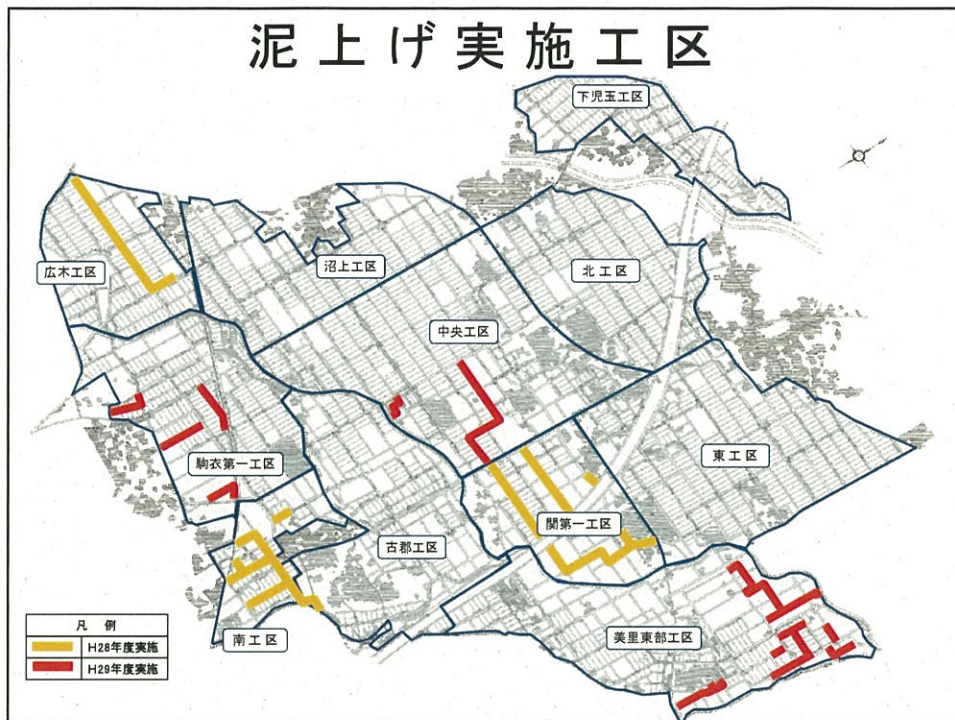 泥上げ実施工区
下児玉工区
広木工区
沼上工区
北工区
中央工区
駒衣第一工区
東工区
関第一工区
古郡工区
南工区
美里東部工区
凡 例
H28年度実施
H29年度実施